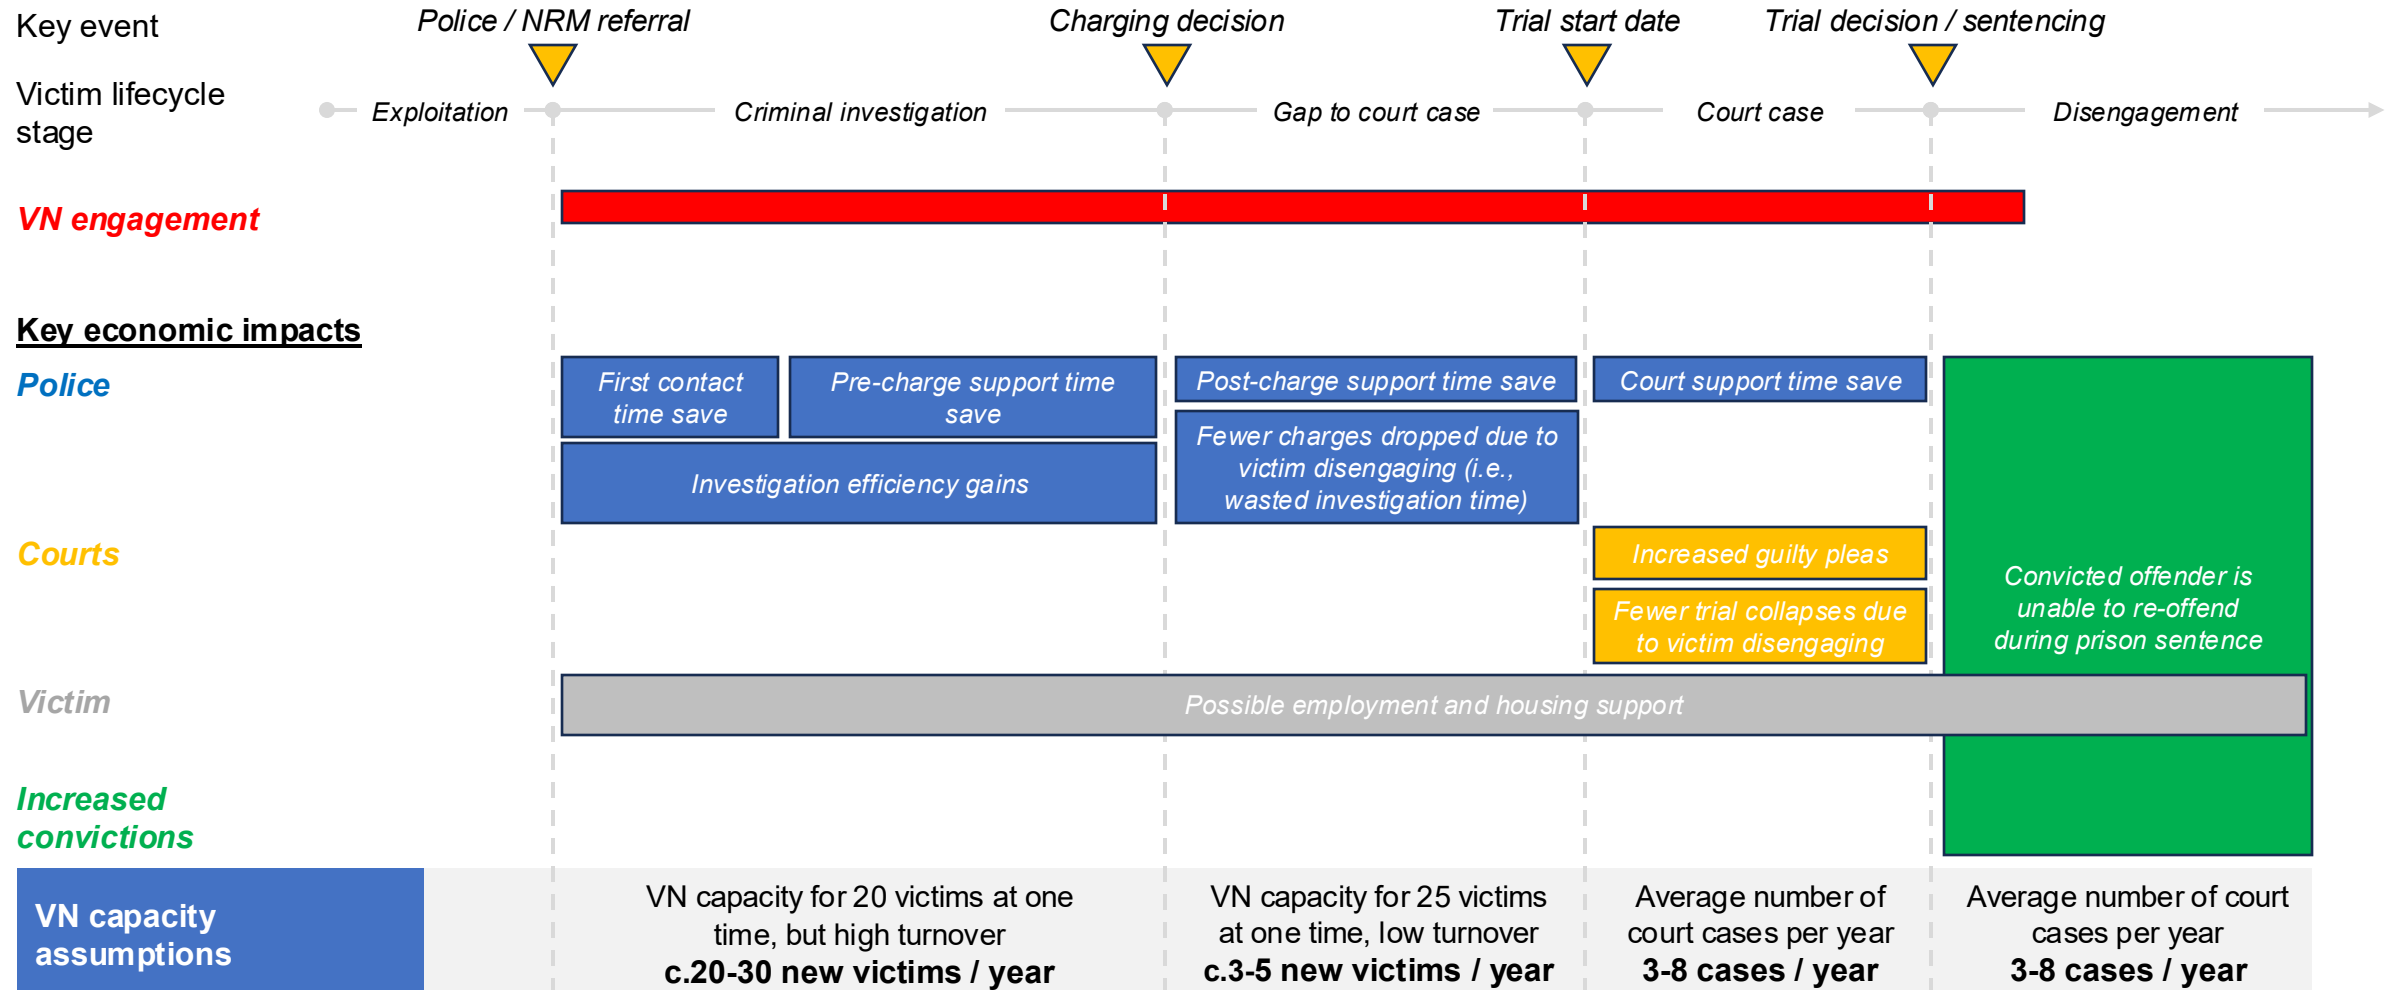 Key event
Police / NRM referral
Charging decision
Trial start date
Trial decision / sentencing
Victim lifecycle
stage
Exploitation
Criminal investigation
Gap to court case
Court case
Disengagement
VN engagement
Key economic impacts
Police
First contact
time save
Pre-charge support time
save
Post-charge support time save
Court support time save
Investigation efficiency gains
Fewer charges dropped due to
victim disengaging (i.e.,
wasted investigation time)
Courts
Increased guilty pleas
Fewer trial collapses due
to victim disengaging
Convicted offender is
unable to re-offend
during prison sentence
Victim
Possible employment and housing support
Increased
convictions
VN capacity
assumptions
VN capacity for 20 victims at one
time, but high turnover
c.20-30 new victims / year
VN capacity for 25 victims
at one time, low turnover
c.3-5 new victims / year
Average number of
court cases per year
3-8 cases / year
Average number of court
cases per year
3-8 cases / year